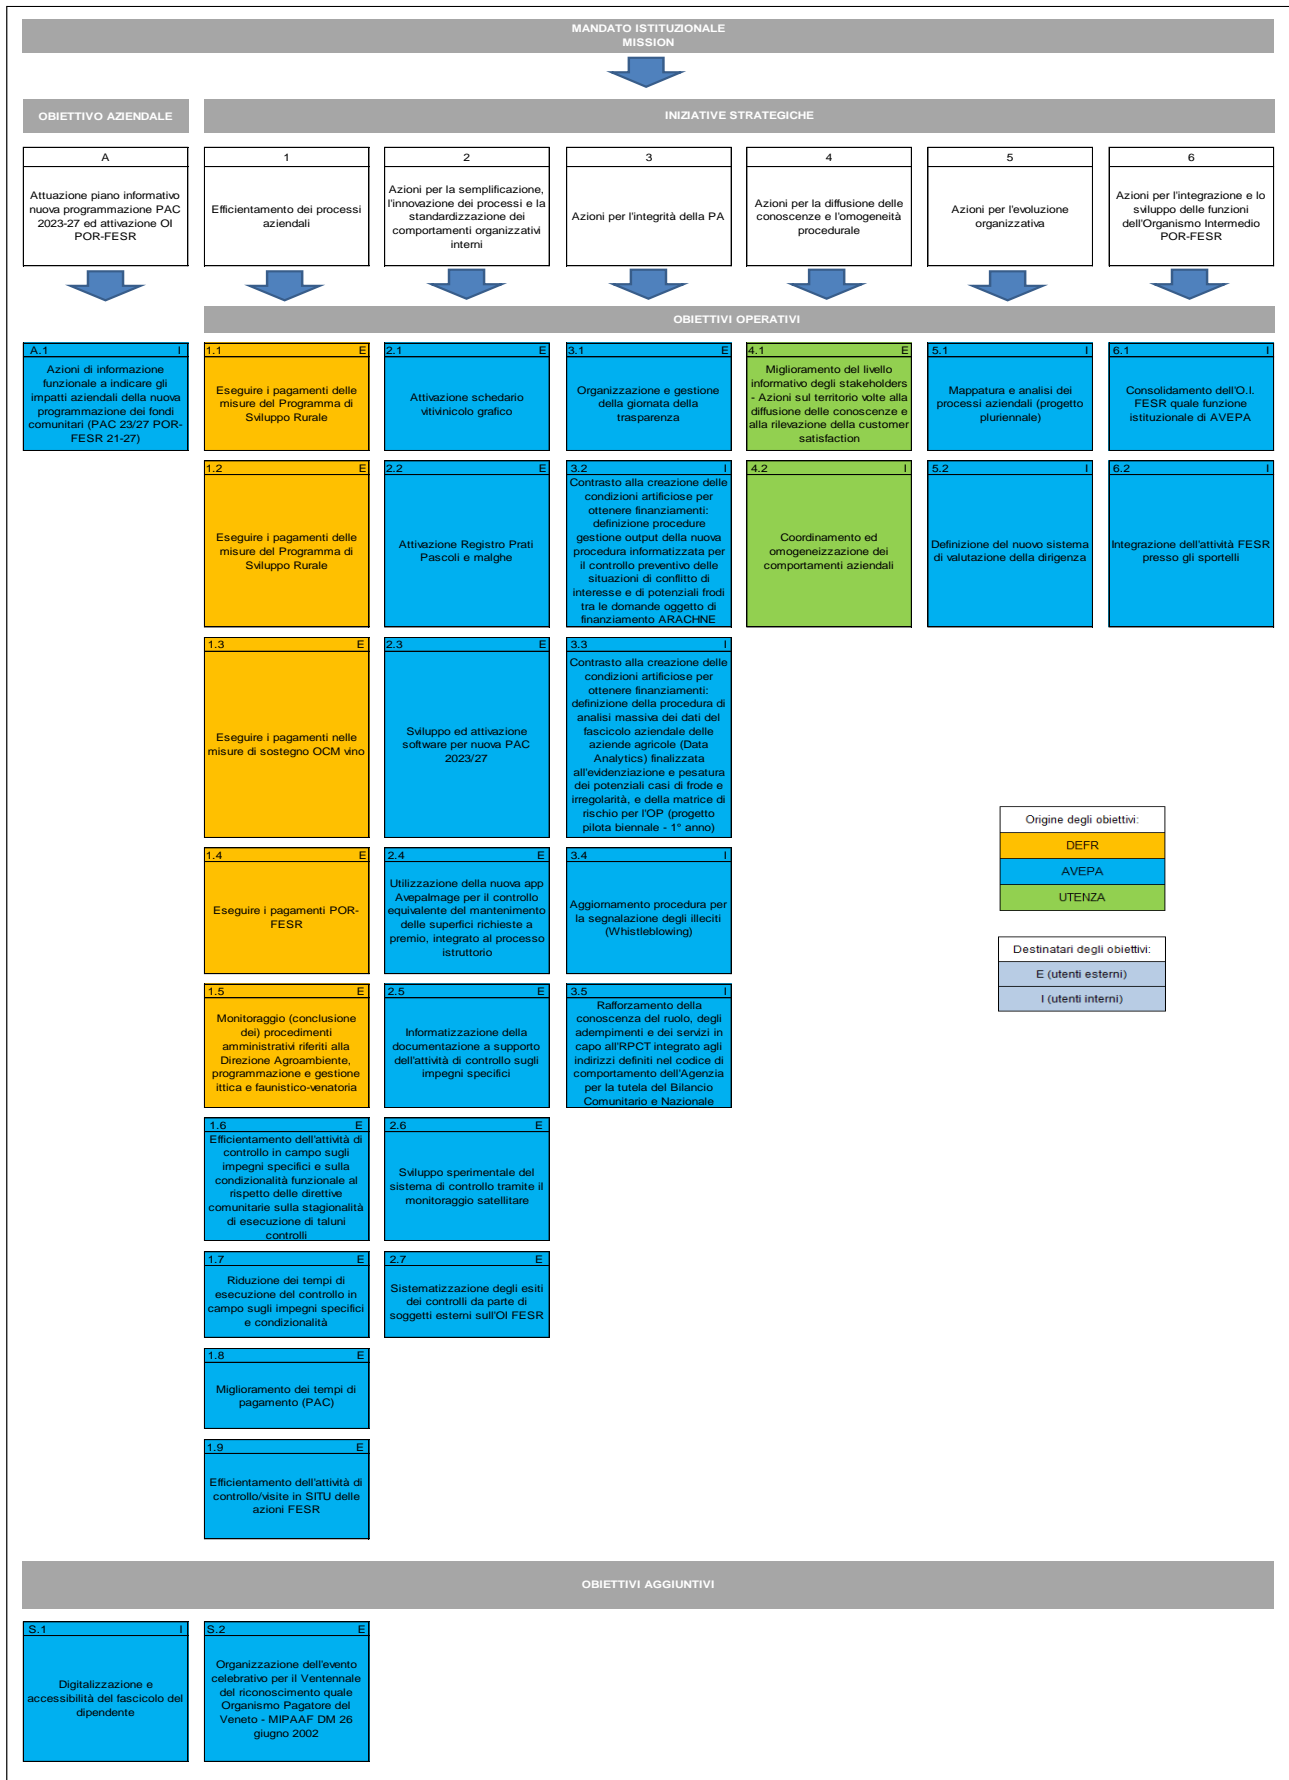 MANDATO ISTITUZIONALE
MISSION
OBIETTIVO AZIENDALE
INIZIATIVE STRATEGICHE
A
Attuazione piano informativo
nuova programmazione PAC
2023-27 ed attivazione OI
POR-FESR
1
Efficientamento dei processi
aziendali
2
Azioni per la semplificazione,
l'innovazione dei processi e la
standardizzazione dei
comportamenti organizzativi
interni
3
Azioni per l'integrità della PA
4
Azioni per la diffusione delle
conoscenze e l'omogeneità
procedurale
5
Azioni per l'evoluzione
organizzativa
6
Azioni per l'integrazione e lo
sviluppo delle funzioni
dell'Organismo Intermedio
POR-FESR
OBIETTIVI OPERATIVI
A.1 I
Azioni di informazione
funzionale a indicare gli
impatti aziendali della nuova
programmazione dei fondi
comunitari (PAC 23/27 POR-
FESR 21-27)
1.1 E
Eseguire i pagamenti delle
misure del Programma di
Sviluppo Rurale
2.1 E
Attivazione schedario
vitivinicolo grafico
3.1 E
Organizzazione e gestione
della giornata della
trasparenza
4.1 E
Miglioramento del livello
informativo degli stakeholders
- Azioni sul territorio volte alla
diffusione delle conoscenze e
alla rilevazione della customer
satisfaction
5.1 I
Mappatura e analisi dei
processi aziendali (progetto
pluriennale)
6.1 I
Consolidamento dell'O.I.
FESR quale funzione
istituzionale di AVEPA
1.2 E
Eseguire i pagamenti delle
misure del Programma di
Sviluppo Rurale
2.2 E
Attivazione Registro Prati
Pascoli e malghe
3.2 I
Contrasto alla creazione delle
condizioni artificiose per
ottenere finanziamenti:
definizione procedure
gestione output della nuova
procedura informatizzata per
il controllo preventivo delle
situazioni di conflitto di
interesse e di potenziali frodi
tra le domande oggetto di
finanziamento ARACHNE
4.2 I
Coordinamento ed
omogeneizzazione dei
comportamenti aziendali
5.2 I
Definizione del nuovo sistema
di valutazione della dirigenza
6.2 I
Integrazione dell'attività FESR
presso gli sportelli
1.3 E
Eseguire i pagamenti nelle
misure di sostegno OCM vino
2.3 E
Sviluppo ed attivazione
software per nuova PAC
2023/27
3.3 I
Contrasto alla creazione delle
condizioni artificiose per
ottenere finanziamenti:
definizione della procedura di
analisi massiva dei dati del
fascicolo aziendale delle
aziende agricole (Data
Analytics) finalizzata
all'evidenziazione e pesatura
dei potenziali casi di frode e
irregolarità, e della matrice di
rischio per l'OP (progetto
pilota biennale - 1° anno)
Origine degli obiettivi:
DEFR
AVEPA
UTENZA
1.4 E
Eseguire i pagamenti POR-
FESR
2.4 E
Utilizzazione della nuova app
AvepaImage per il controllo
equivalente del mantenimento
delle superfici richieste a
premio, integrato al processo
istruttorio
3.4 I
Aggiornamento procedura per
la segnalazione degli illeciti
(Whistleblowing)
Destinatari degli obiettivi:
E (utenti esterni)
I (utenti interni)
1.5 E
Monitoraggio (conclusione
dei) procedimenti
amministrativi riferiti alla
Direzione Agroambiente,
programmazione e gestione
ittica e faunistico-venatoria
2.5 E
Informatizzazione della
documentazione a supporto
dell'attività di controllo sugli
impegni specifici
3.5 I
Rafforzamento della
conoscenza del ruolo, degli
adempimenti e dei servizi in
capo all'RPCT integrato agli
indirizzi definiti nel codice di
comportamento dell'Agenzia
per la tutela del Bilancio
Comunitario e Nazionale
1.6 E
Efficientamento dell'attività di
controllo in campo sugli
impegni specifici e sulla
condizionalità funzionale al
rispetto delle direttive
comunitarie sulla stagionalità
di esecuzione di taluni
controlli
2.6 E
Sviluppo sperimentale del
sistema di controllo tramite il
monitoraggio satellitare
1.7 E
Riduzione dei tempi di
esecuzione del controllo in
campo sugli impegni specifici
e condizionalità
2.7 E
Sistematizzazione degli esiti
dei controlli da parte di
soggetti esterni sull'OI FESR
1.8 E
Miglioramento dei tempi di
pagamento (PAC)
1.9 E
Efficientamento dell'attività di
controllo/visite in SITU delle
azioni FESR
OBIETTIVI AGGIUNTIVI
S.1 I
Digitalizzazione e
accessibilità del fascicolo del
dipendente
S.2 E
Organizzazione dell'evento
celebrativo per il Ventennale
del riconoscimento quale
Organismo Pagatore del
Veneto - MIPAAF DM 26
giugno 2002